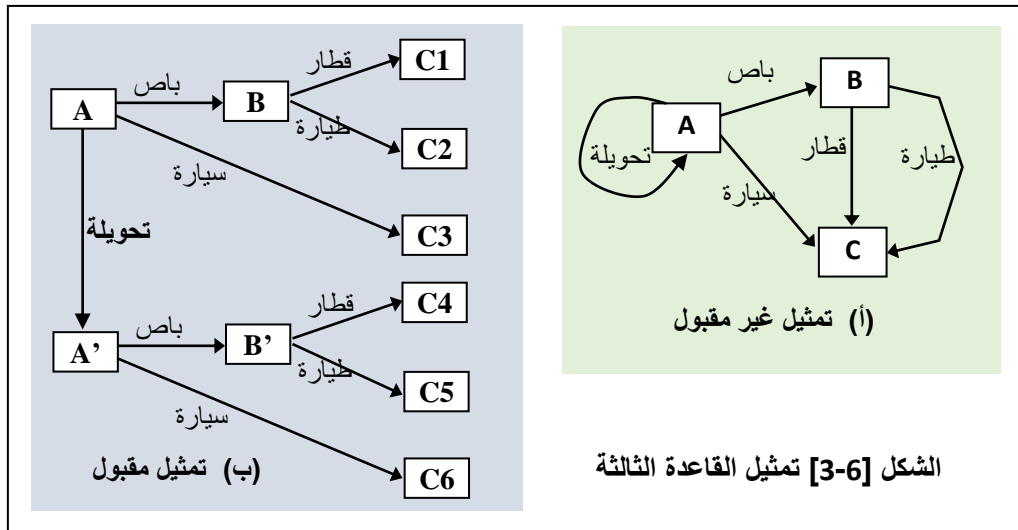 باص
B
طيارة
قطار
A
تحويلة
سيارة
C
(أ) تمثيل غير مقبول
C1
قطار
باص
B
A
طيارة
C2
سيارة
C3
تحويلة
C4
قطار
باص
B’
A’
طيارة
C5
سيارة
C6
(ب) تمثيل مقبول
الشكل [3-6] تمثيل القاعدة الثالثة